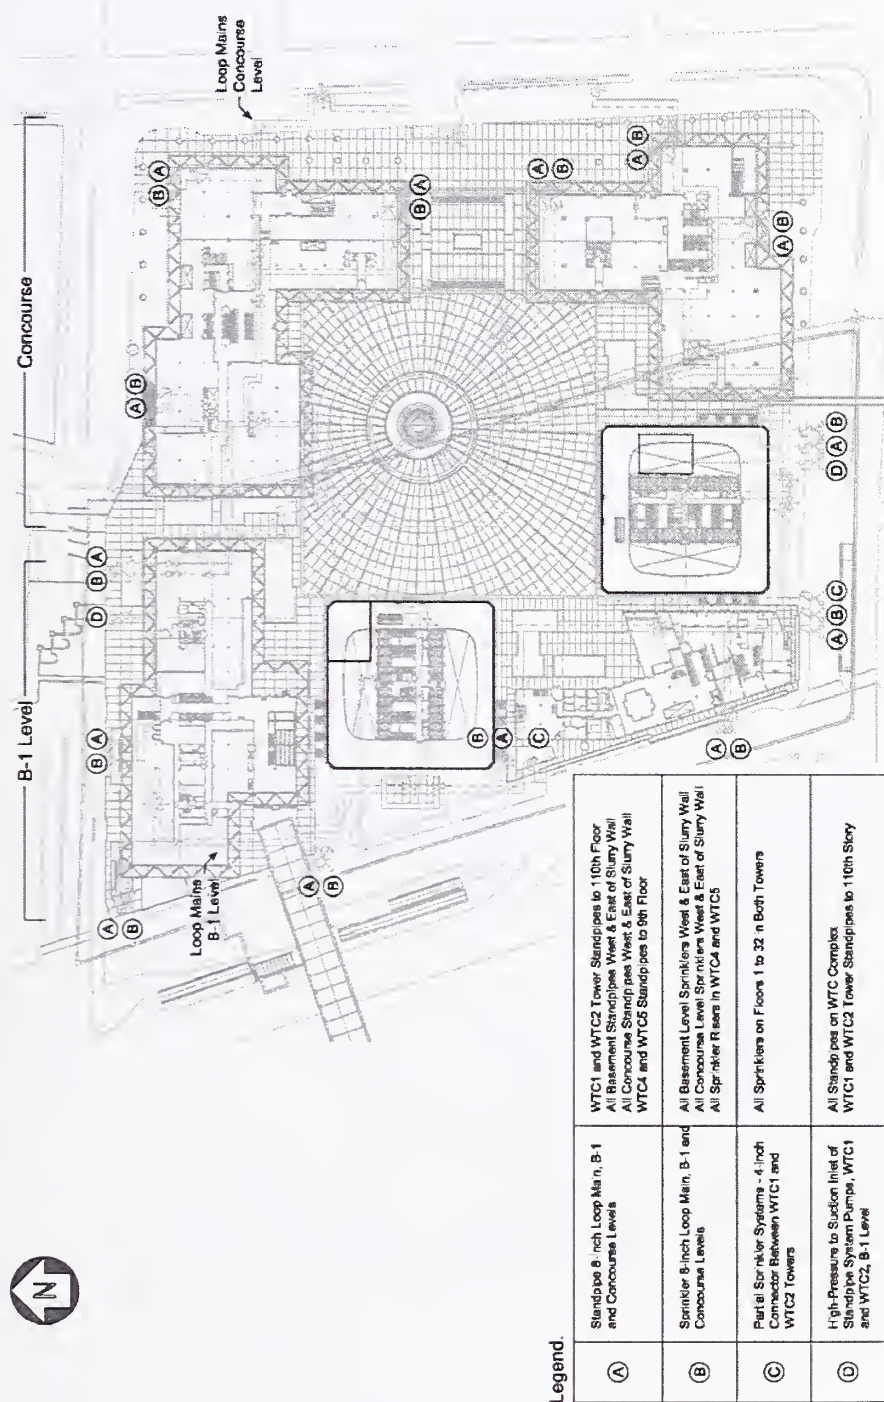 Concourse
B-1 Level
Loop Mains
Concourse
Level
B A
B A
A B
A B
A B
A B
D A B
A B C
A B
B A
D
B A
A B
A B
B A C
Loop Mains
B-1 Level
N
Legend.
A
Standpipe 8-Inch Loop Main, B-1
and Concourse Levels
WTC1 and WTC2 Tower Standpipes to 110th Floor
All Basement Standpipes West & East of Slurry Wall
All Concourse Standpipes West & East of Slurry Wall
WTC4 and WTC5 Standpipes to 9th Floor
B
Sprinkler 8-Inch Loop Main, B-1 and
Concourse Levels
All Basement Level Sprinklers West & East of Slurry Wall
All Concourse Level Sprinklers West & East of Slurry Wall
All Sprinkler Risers in WTC4 and WTC5
C
Partial Sprinkler Systems - 4-Inch
Connector Between WTC1 and
WTC2 Towers
All Sprinklers on Floors 1 to 32 in Both Towers
D
High-Pressure to Suction Inlet of
Standpipe System Pumps, WTC1
and WTC2, B-1 Level
All Standpipes on WTC Complex
WTC1 and WTC2 Tower Standpipes to 110th Story